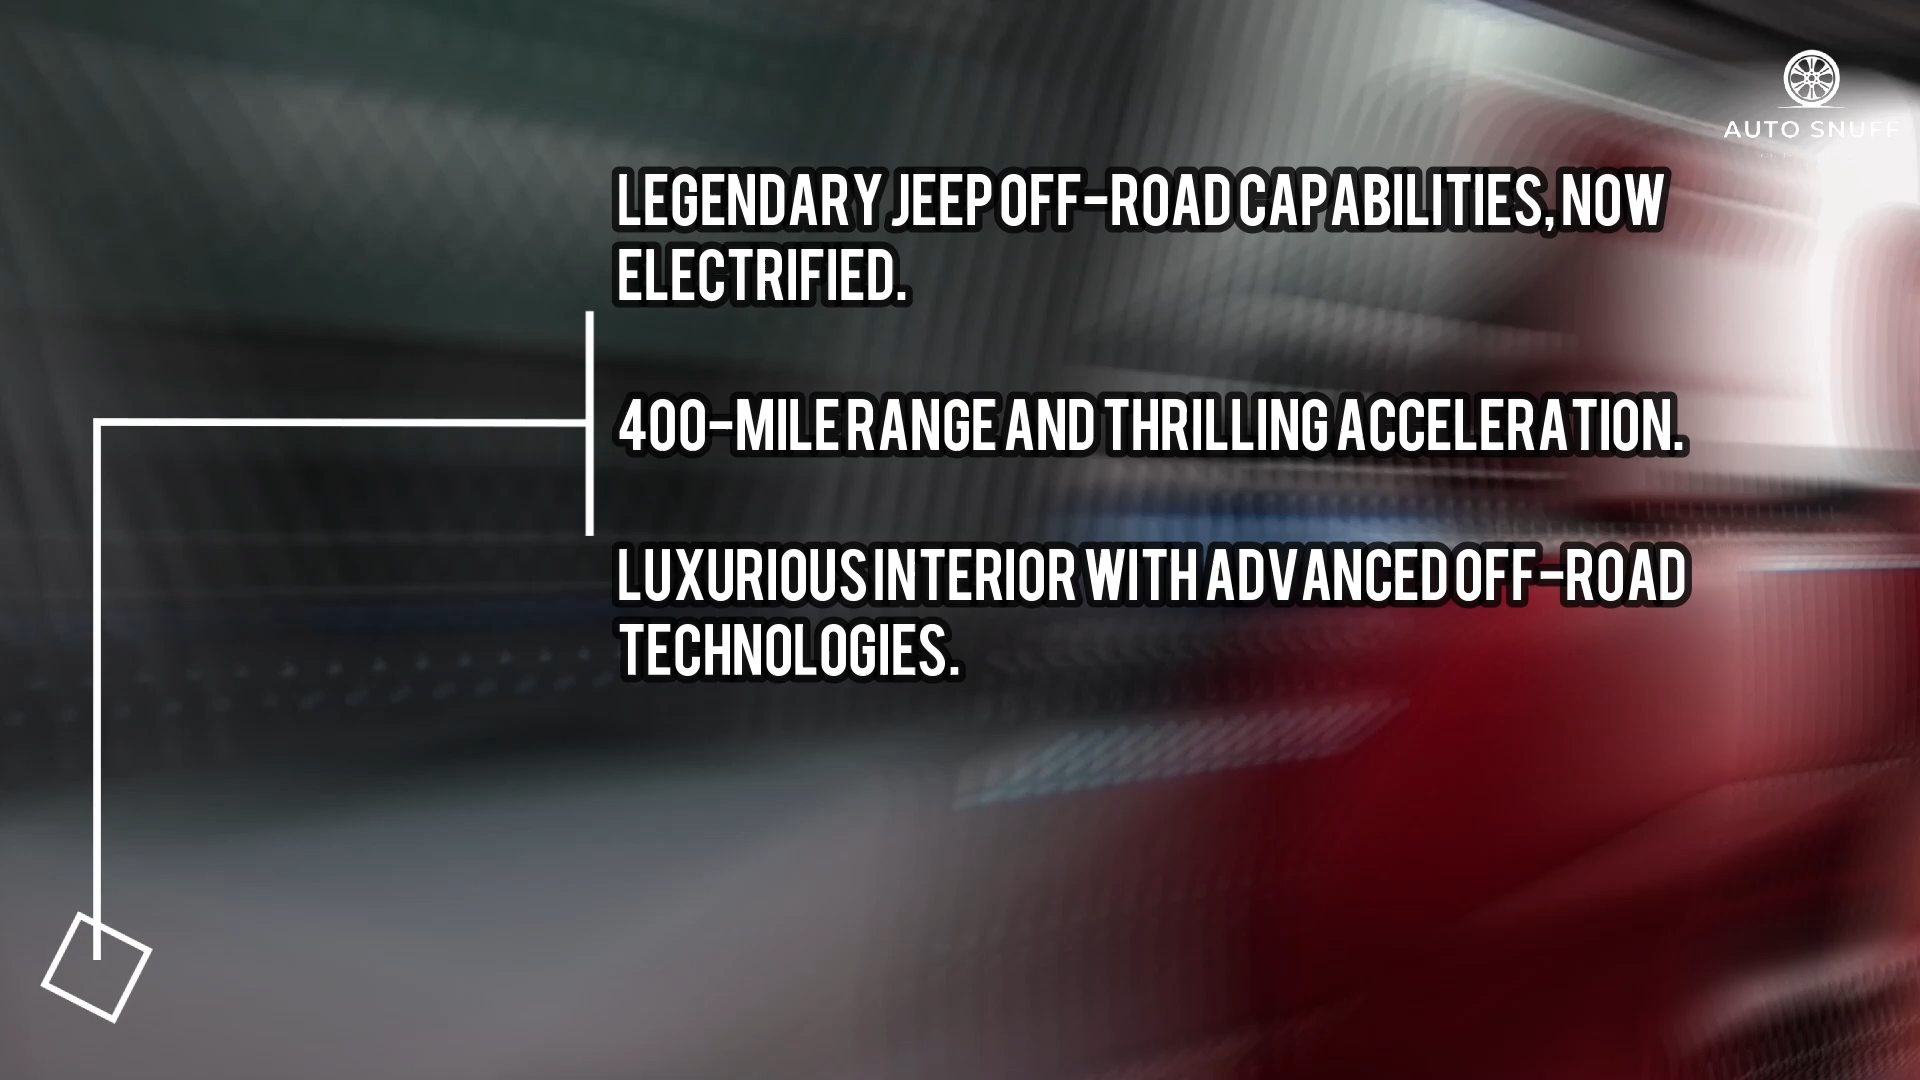 AUTO SNUFF
LEGENDARY JEEP OFF-ROAD CAPABILITIES, NOW
ELECTRIFIED.
400-MILE RANGE AND THRILLING ACCELERATION.
LUXURIOUS INTERIOR WITH ADVANCED OFF-ROAD
TECHNOLOGIES.